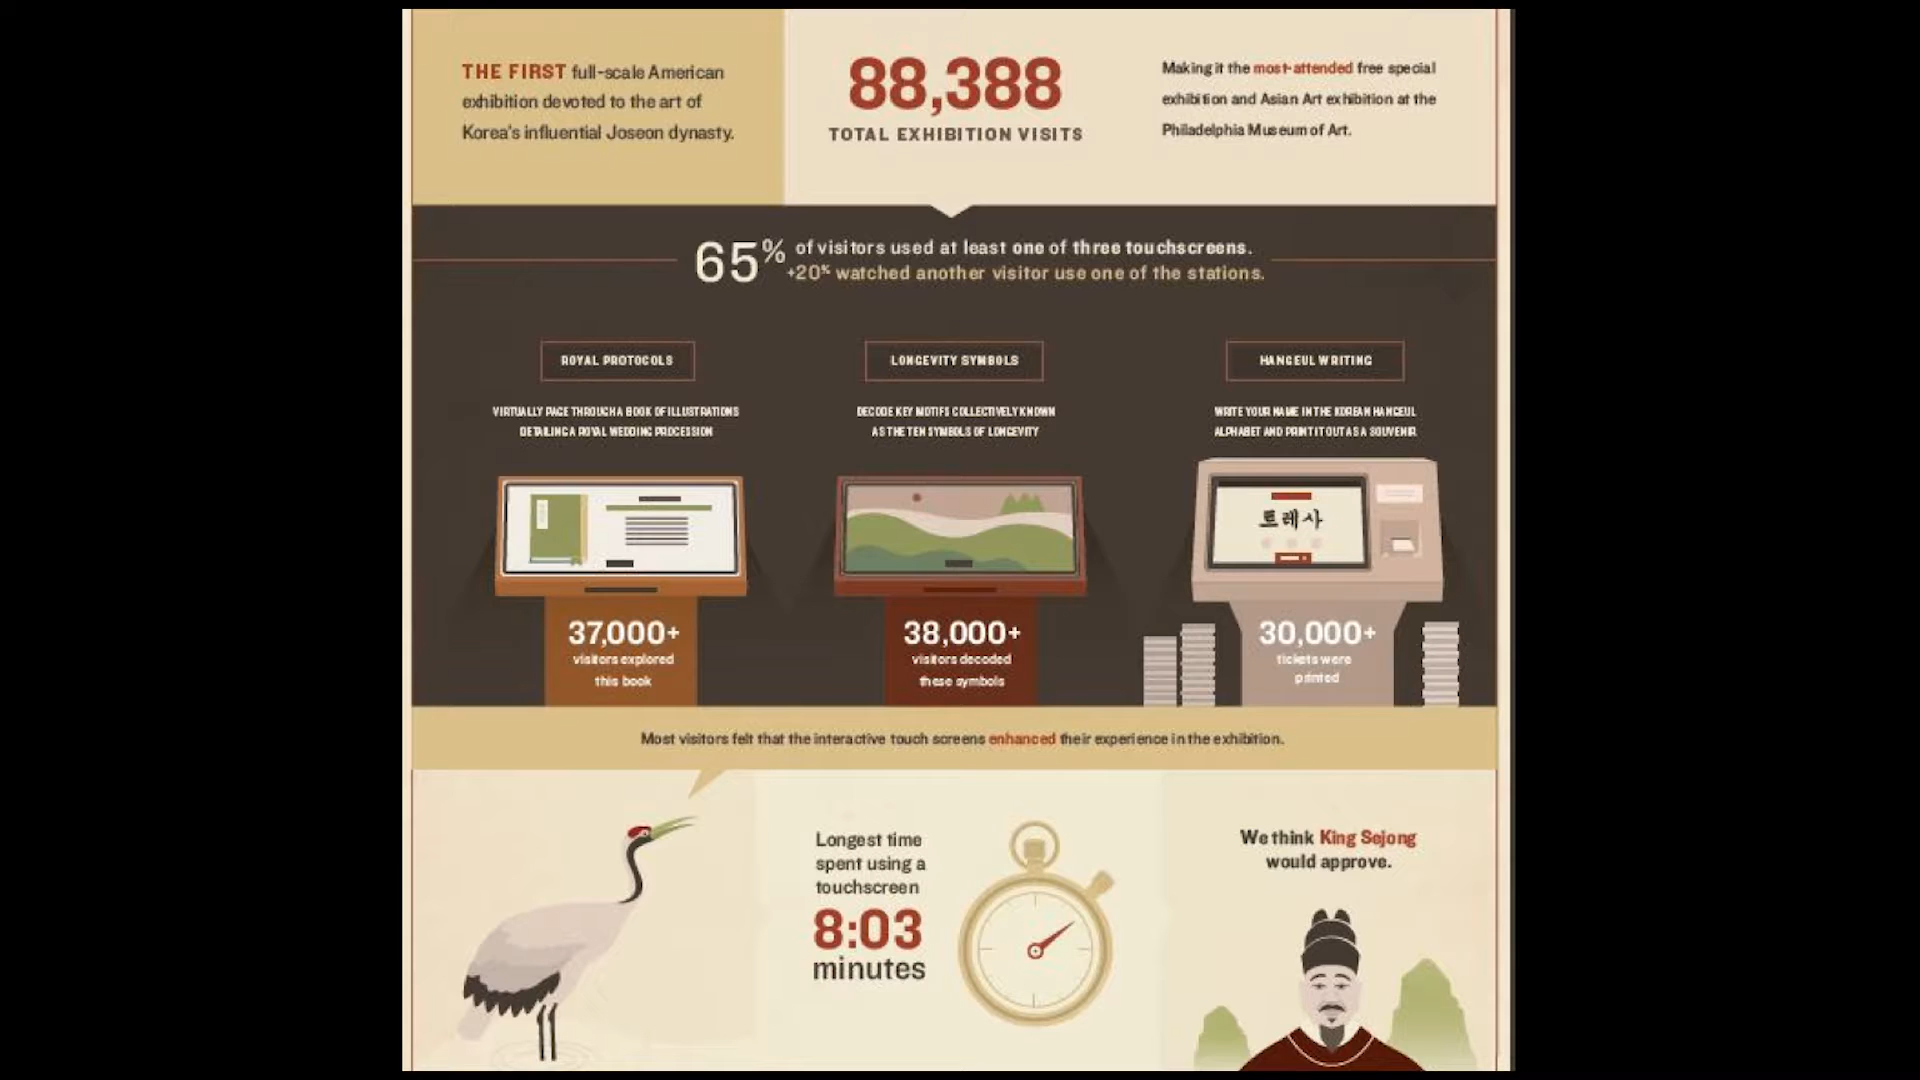 THE FIRST full-scale American
exhibition devoted to the art of
Korea's influential Joseon dynasty.
88,388
TOTAL EXHIBITION VISITS
Making it the most-attended free special
exhibition and Asian Art exhibition at the
Philadelphia Museum of Art.
65% of visitors used at least one of three touchscreens.
+20% watched another visitor use one of the stations.
ROYAL PROTOCOLS
VIRTUALLY PAGE THROUGH A BOOK OF ILLUSTRATIONS
DETAILING A ROYAL WEDDING PROCESSION
37,000+
visitors explored
this book
LONGEVITY SYMBOLS
DECODE KEY MOTIFS COLLECTIVELY KNOWN
AS THE TEN SYMBOLS OF LONGEVITY
38,000+
visitors decoded
these symbols
HANGEUL WRITING
WRITE YOUR NAME IN THE KOREAN HANGEUL
ALPHABET AND PRINT IT OUT AS A SOUVENIR
트레사
30,000+
tickets were
printed
Most visitors felt that the interactive touch screens enhanced their experience in the exhibition.
Longest time
spent using a
touchscreen
8:03
minutes
We think King Sejong
would approve.